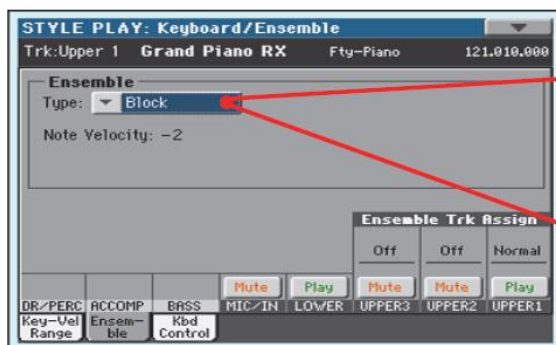 STYLE PLAY: Keyboard/Ensemble
Trk:Upper 1 Grand Piano RX Fty-Piano 121.010.000
Ensemble
Type: Block
Note Velocity: -2
Ensemble Trk Assign
Off Off Normal
Mute Play Mute Mute Play
DR/PERC ACCOMP BASS MIC/IN LOWER UPPER3 UPPER2 UPPER1
Key-Vel Ensem- Kbd
Range ble Control